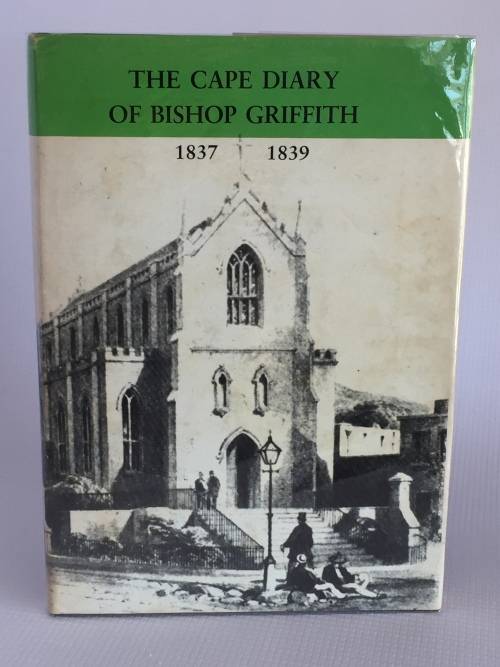 THE CAPE DIARY
OF BISHOP GRIFFITH
1837 1839